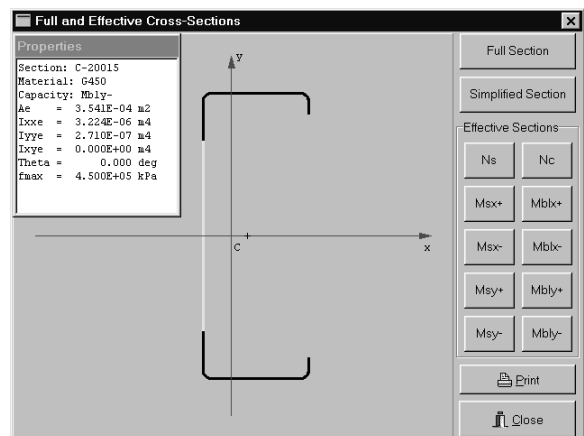 Full and Effective Cross-Sections
Properties
Section: C-20015
Material: G450
Capacity: Mbly-
Ae = 3.541E-04 m2
Ixxe = 3.224E-06 m4
Iyye = 2.710E-07 m4
Ixye = 0.000E+00 m4
Theta = 0.000 deg
fmax = 4.500E+05 kPa
y
C
x
Full Section
Simplified Section
Effective Sections
Ns Nc
Msx+ Mblx+
Msx- Mblx-
Msy+ Mbly+
Msy- Mbly-
Print
Close